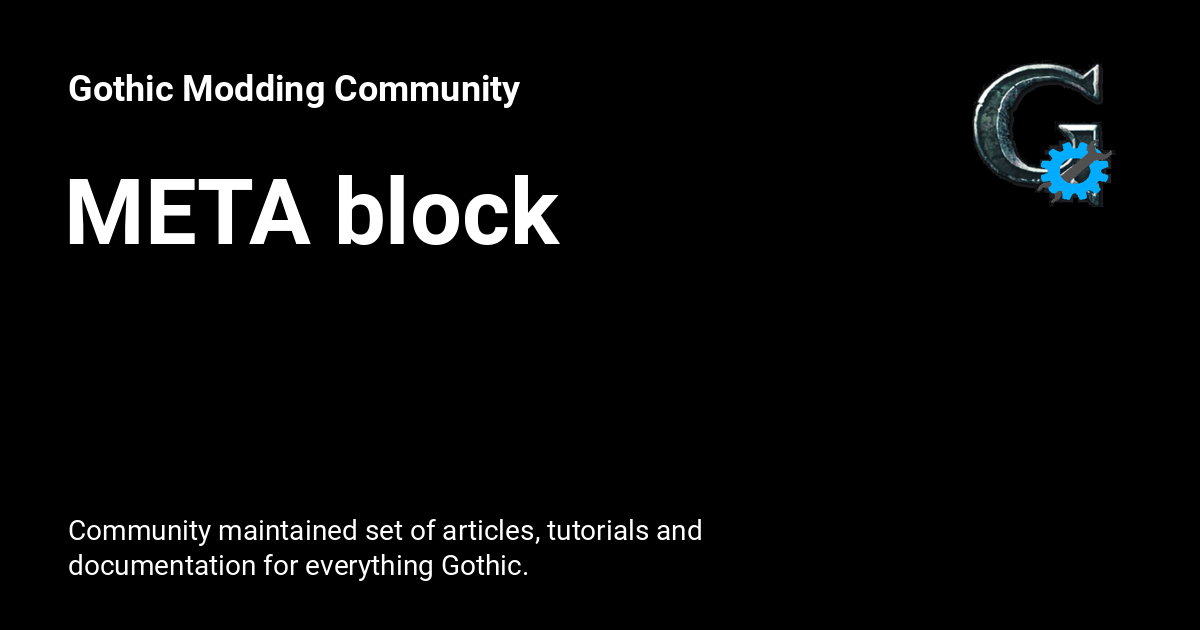 Gothic Modding Community
META block
Community maintained set of articles, tutorials and
documentation for everything Gothic.